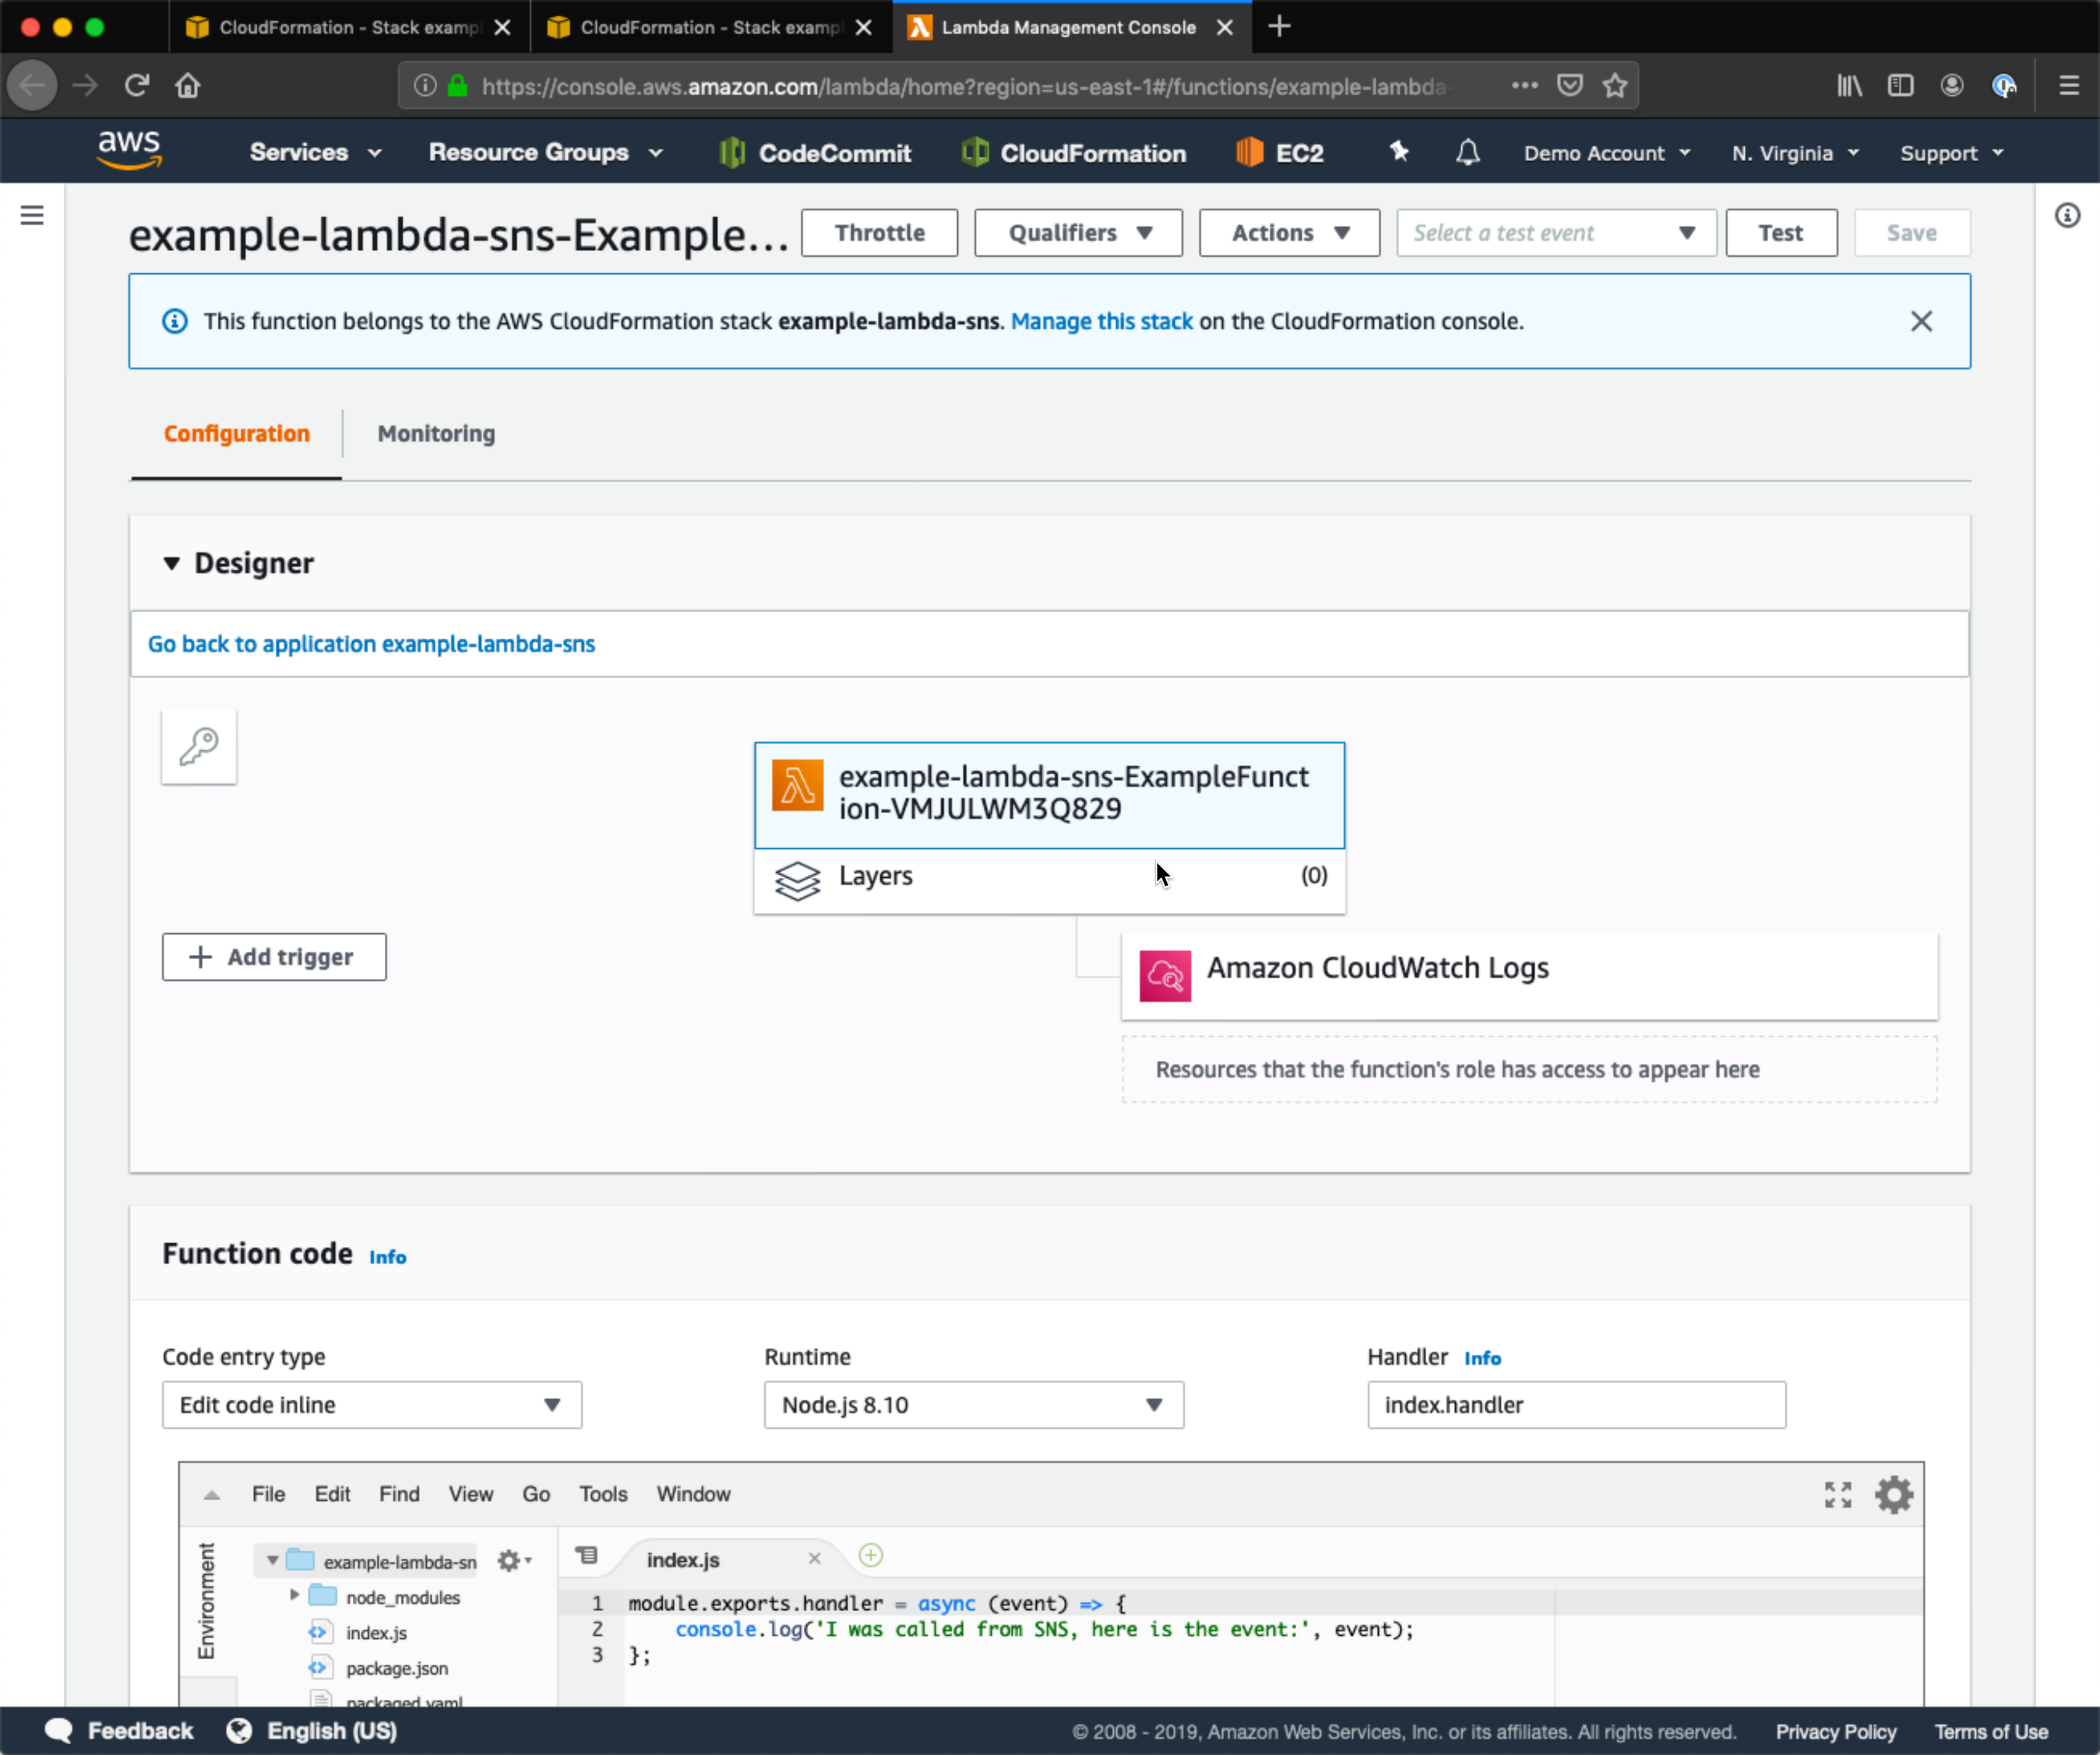 CloudFormation - Stack examp
CloudFormation - Stack examp
Lambda Management Console
https://console.aws.amazon.com/lambda/home?region=us-east-1#/functions/example-lambda-
aws
Services
Resource Groups
CodeCommit
CloudFormation
EC2
Demo Account
N. Virginia
Support
example-lambda-sns-Example...
Throttle
Qualifiers
Actions
Select a test event
Test
Save
This function belongs to the AWS CloudFormation stack example-lambda-sns. Manage this stack on the CloudFormation console.
Configuration
Monitoring
Designer
Go back to application example-lambda-sns
example-lambda-sns-ExampleFunct
ion-VMJULWM3Q829
Layers
(0)
+ Add trigger
Amazon CloudWatch Logs
Resources that the function's role has access to appear here
Function code Info
Code entry type
Runtime
Handler Info
Edit code inline
Node.js 8.10
index.handler
File Edit Find View Go Tools Window
Environment
example-lambda-sn
node_modules
index.js
package.json
packaged.yaml
index.js
1 module.exports.handler = async (event) => {
2 console.log('I was called from SNS, here is the event:', event);
3 };
Feedback
English (US)
© 2008 - 2019, Amazon Web Services, Inc. or its affiliates. All rights reserved.
Privacy Policy
Terms of Use